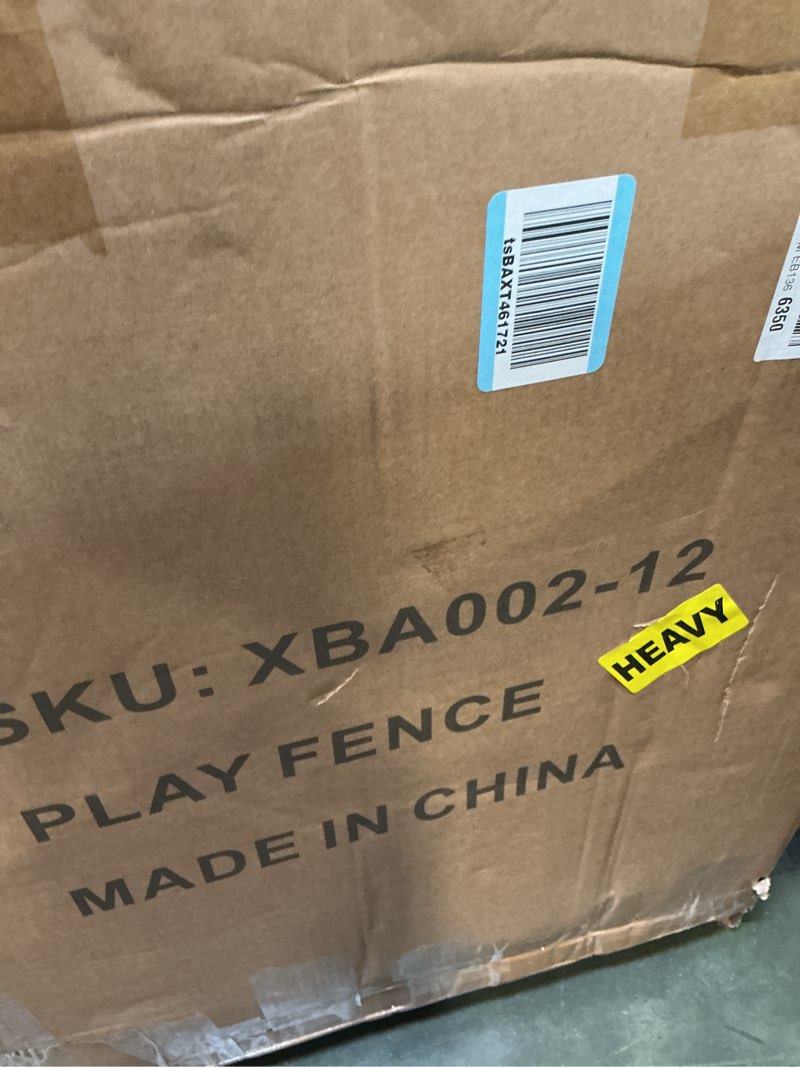 tsBAXT461721
EB136 6350
SKU: XBA002-12
HEAVY
PLAY FENCE
MADE IN CHINA